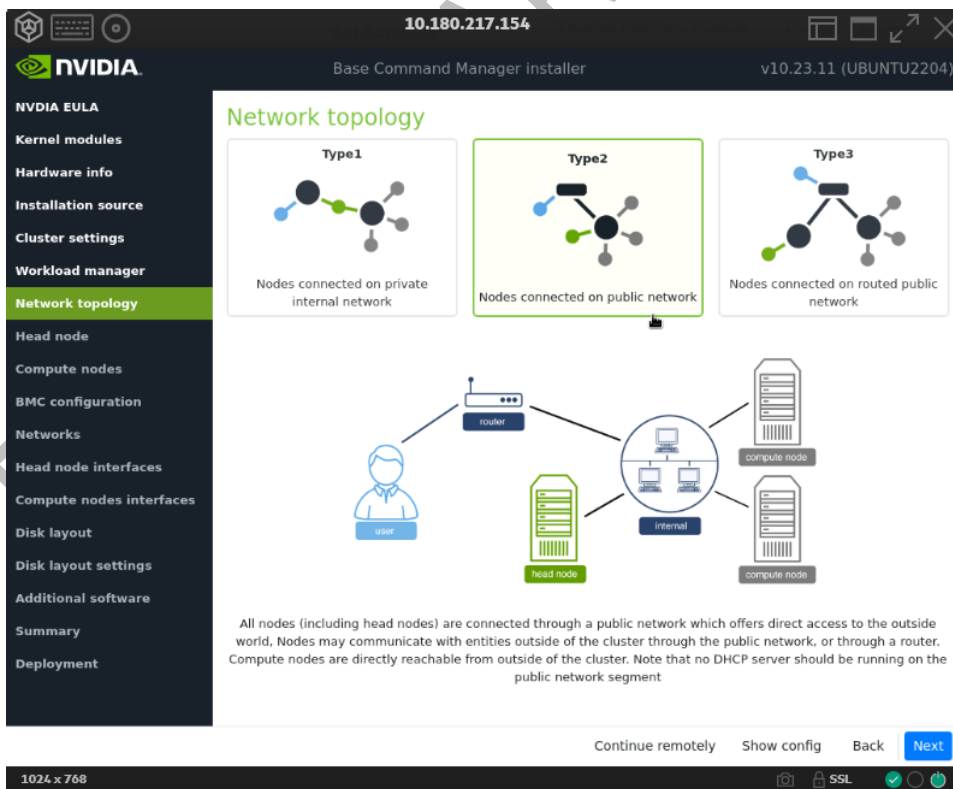 10.180.217.154
NVIDIA.
Base Command Manager installer
v10.23.11 (UBUNTU2204)
NVDIA EULA
Kernel modules
Hardware info
Installation source
Cluster settings
Workload manager
Network topology
Head node
Compute nodes
BMC configuration
Networks
Head node interfaces
Compute nodes interfaces
Disk layout
Disk layout settings
Additional software
Summary
Deployment
Network topology
Type1
Nodes connected on private
internal network
Type2
Nodes connected on public network
Type3
Nodes connected on routed public
network
router
user
internal
head node
compute node
compute node
All nodes (including head nodes) are connected through a public network which offers direct access to the outside
world, Nodes may communicate with entities outside of the cluster through the public network, or through a router.
Compute nodes are directly reachable from outside of the cluster. Note that no DHCP server should be running on the
public network segment
Continue remotely
Show config
Back
Next
1024 x 768
SSL